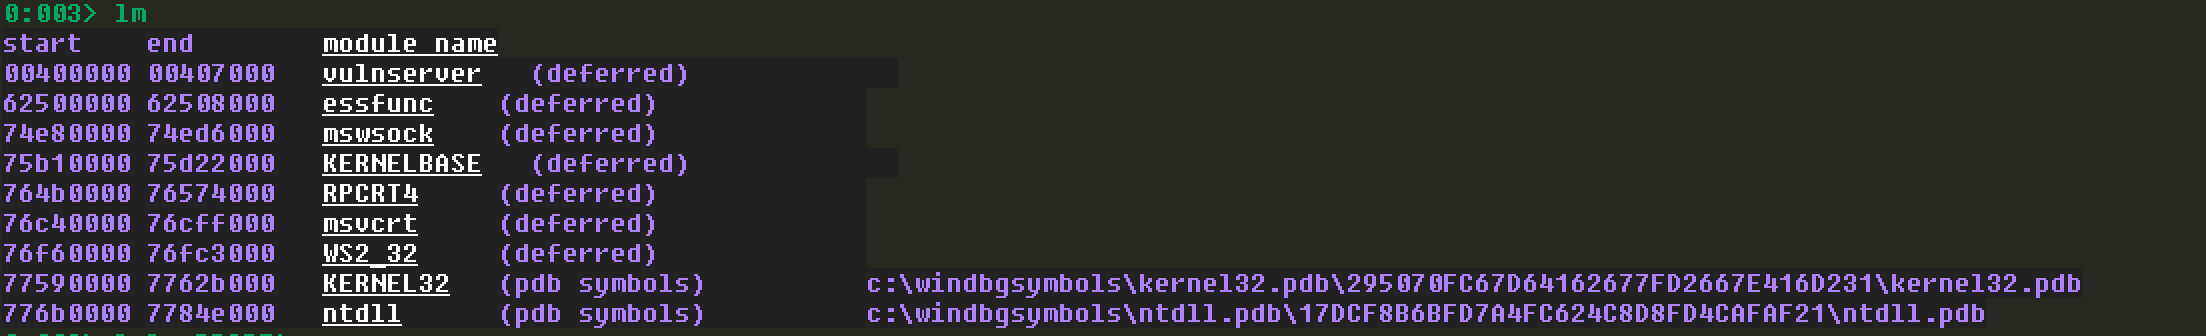 0:003> lm
start    end        module name
00400000 00407000   vulnserver   (deferred)
62500000 62508000   essfunc    (deferred)
74e80000 74ed6000   mswsock    (deferred)
75b10000 75d22000   KERNELBASE   (deferred)
764b0000 76574000   RPCRT4     (deferred)
76c40000 76cff000   msvcrt     (deferred)
76f60000 76fc3000   WS2_32     (deferred)
77590000 7762b000   KERNEL32   (pdb symbols)          c:\windbgsymbols\kernel32.pdb\295070FC67D64162677FD2667E416D231\kernel32.pdb
776b0000 7784e000   ntdll      (pdb symbols)          c:\windbgsymbols\ntdll.pdb\17DCF8B6BFD7A4FC624C8D8FD4CAFAF21\ntdll.pdb